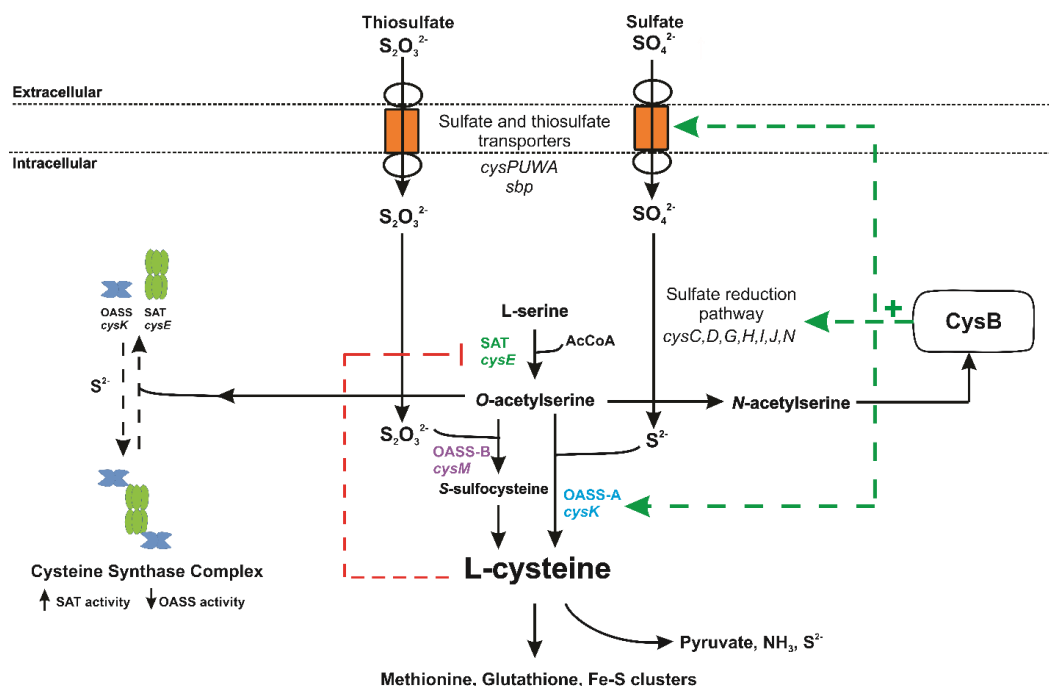 Thiosulfate
S₂O₃²⁻
Sulfate
SO₄²⁻
Extracellular
Sulfate and thiosulfate
transporters
Intracellular
cysPUWA
sbp
S₂O₃²⁻
SO₄²⁻
OASS
cysK
SAT
cysE
S²⁻
L-serine
SAT
cysE
AcCoA
Sulfate reduction
pathway
cysC,D,G,H,I,J,N
+
CysB
O-acetylserine
N-acetylserine
S₂O₃²⁻
S²⁻
OASS-B
cysM
S-sulfocysteine
OASS-A
cysK
L-cysteine
Cysteine Synthase Complex
SAT activity
OASS activity
Pyruvate, NH₃, S²⁻
Methionine, Glutathione, Fe-S clusters